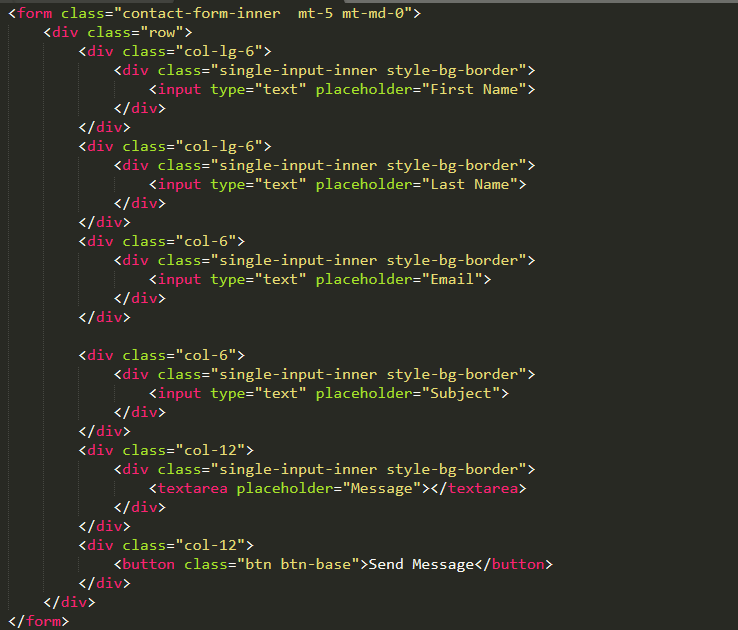 <form class="contact-form-inner  mt-5 mt-md-0">
    <div class="row">
        <div class="col-lg-6">
            <div class="single-input-inner style-bg-border">
                <input type="text" placeholder="First Name">
            </div>
        </div>
        <div class="col-lg-6">
            <div class="single-input-inner style-bg-border">
                <input type="text" placeholder="Last Name">
            </div>
        </div>
        <div class="col-6">
            <div class="single-input-inner style-bg-border">
                <input type="text" placeholder="Email">
            </div>
        </div>

        <div class="col-6">
            <div class="single-input-inner style-bg-border">
                <input type="text" placeholder="Subject">
            </div>
        </div>
        <div class="col-12">
            <div class="single-input-inner style-bg-border">
                <textarea placeholder="Message"></textarea>
            </div>
        </div>
        <div class="col-12">
            <button class="btn btn-base">Send Message</button>
        </div>
    </div>
</form>